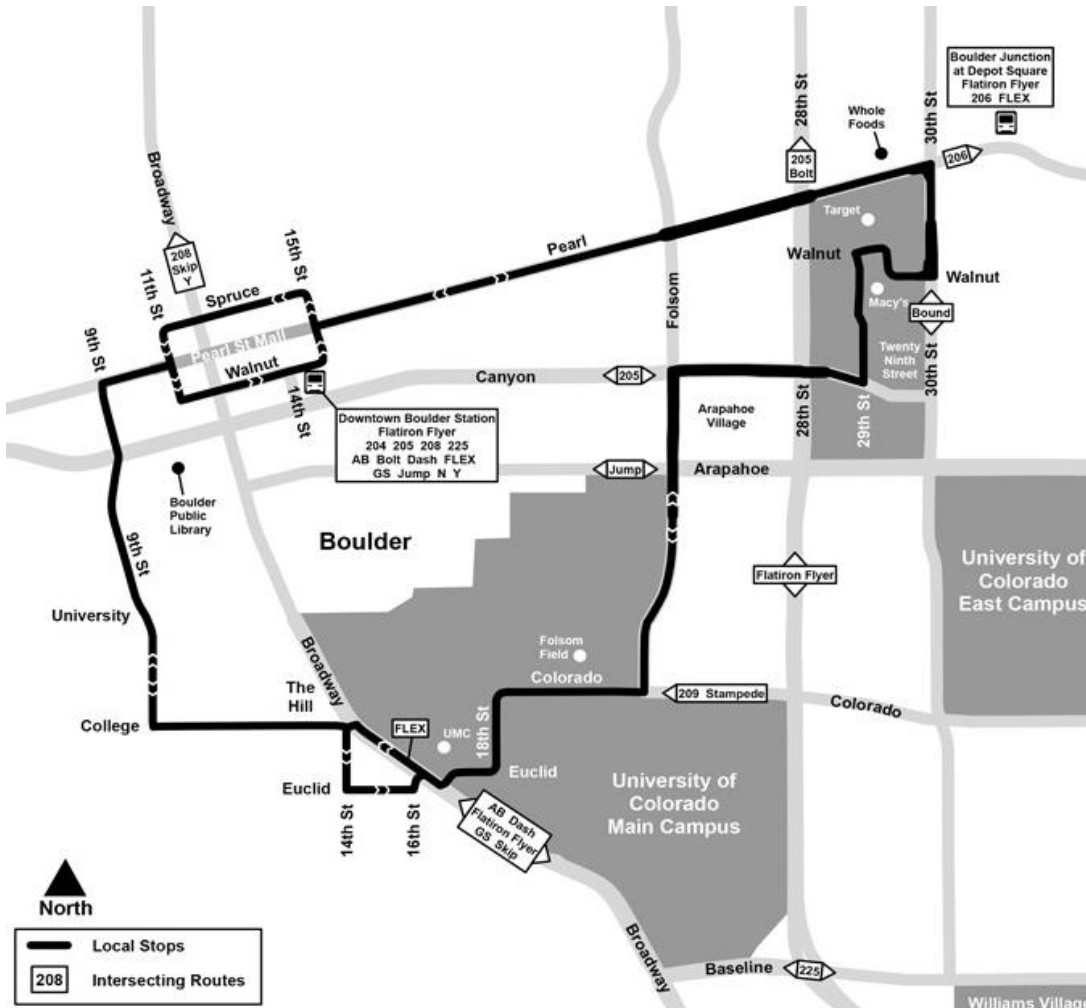 Boulder Junction
at Depot Square
Flatiron Flyer
206 FLEX
28th St
30th St
Whole
Foods
Broadway
205
Bolt
206
Target
Pearl
Walnut
Walnut
15th St
208
Skip
Y
11th St
Spruce
Folsom
Macy's
Bound
9th St
Pearl St Mall
Walnut
Twenty
Ninth
Street
30th St
Canyon
205
14th St
28th St
29th St
Arapahoe
Village
Downtown Boulder Station
Flatiron Flyer
204 205 208 225
AB Bolt Dash FLEX
GS Jump N Y
Jump
Arapahoe
Boulder
Public
Library
Boulder
9th St
University of
Colorado
East Campus
Flatiron Flyer
University
Folsom
Field
Broadway
Colorado
The
Hill
209 Stampede
Colorado
College
FLEX
UMC
18th St
Euclid
Euclid
University of
Colorado
Main Campus
14th St
16th St
AB Dash
Flatiron Flyer
GS Skip
North
Broadway
Local Stops
208
Intersecting Routes
Baseline
225
Williams Village